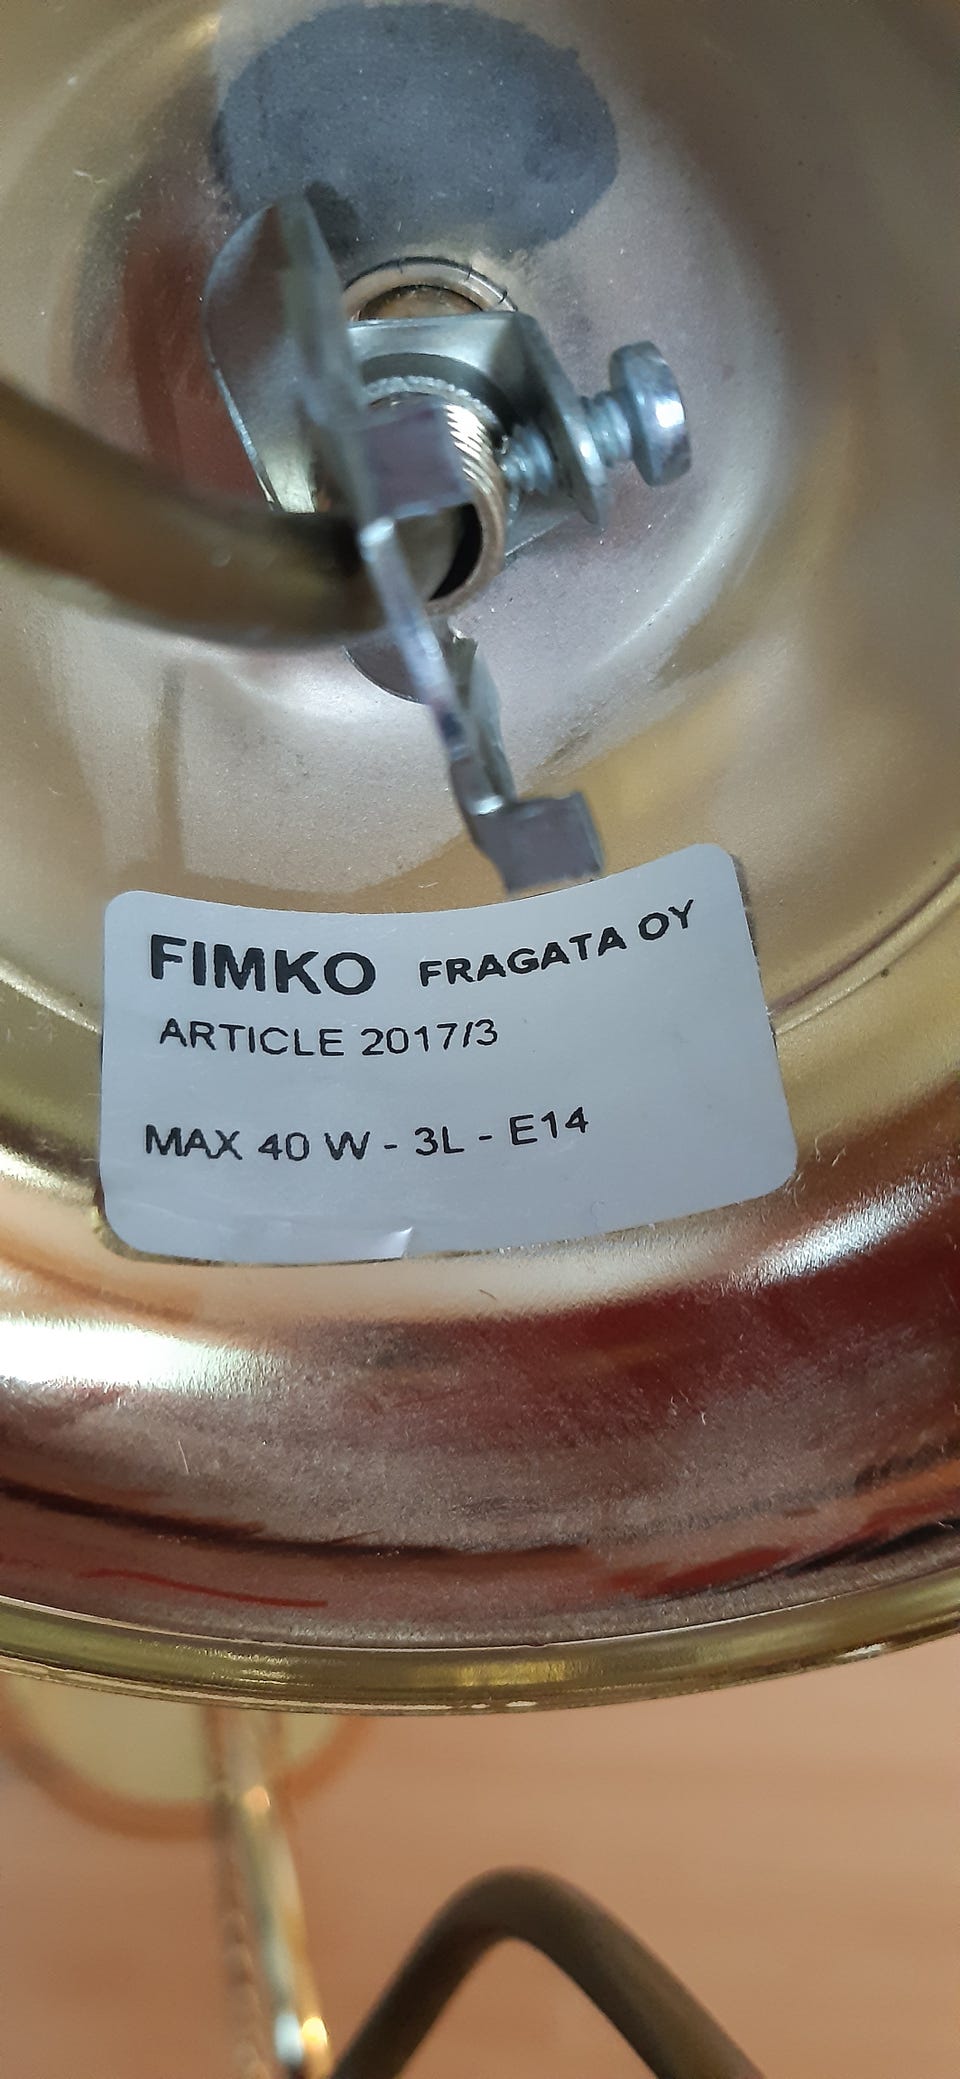 FIMKO FRAGATA OY
ARTICLE 2017/3
MAX 40 W - 3L - E14